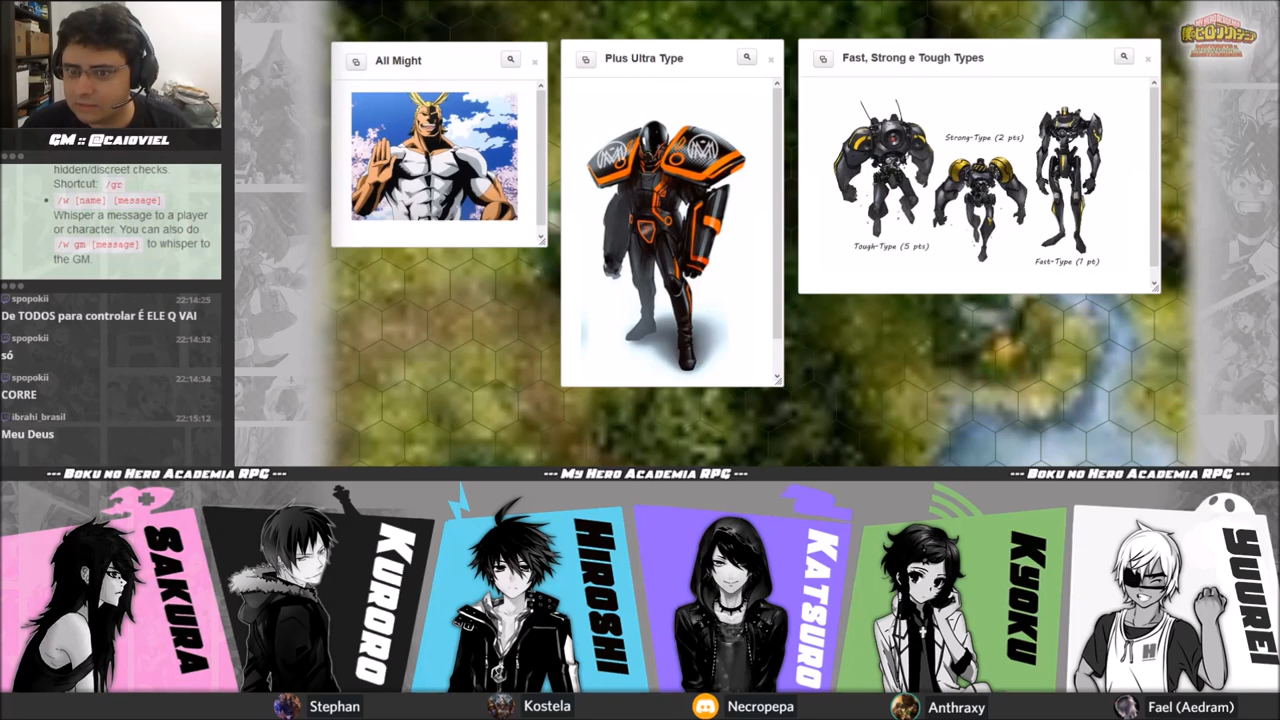 GM :: @CAIOVIEL
hidden/discreet checks.
Shortcut: /gr
/w [name] [message]
Whisper a message to a player
or character. You can also do
/w gm [message] to whisper to
the GM.
spopokii 22:14:25
De TODOS para controlar É ELE Q VAI
spopokii 22:14:32
só
spopokii 22:14:34
CORRE
ibrahi_brasil 22:15:12
Meu Deus
All Might
Plus Ultra Type
Fast, Strong e Tough Types
Strong-Type (2 pts)
Tough-Type (5 pts)
Fast-Type (1 pt)
MY HERO ACADEMIA
--- BOKU NO HERO ACADEMIA RPG ---
--- MY HERO ACADEMIA RPG ---
--- BOKU NO HERO ACADEMIA RPG ---
SAKURA
KURORO
HIROSHI
KATSURO
KYOKU
YUUREI
H
Stephan
Kostela
Necropepa
Anthraxy
Fael (Aedram)